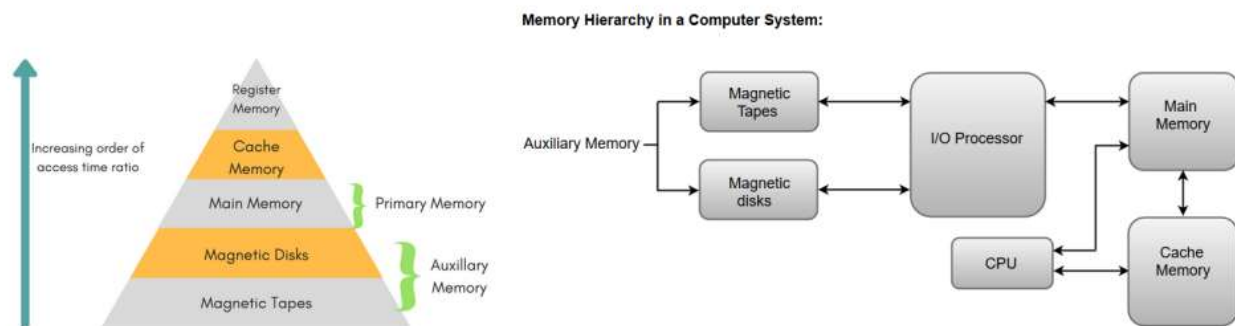 Memory Hierarchy in a Computer System:
Increasing order of
access time ratio
Register
Memory
Cache
Memory
Main Memory
Primary Memory
Magnetic Disks
Auxillary
Memory
Magnetic Tapes
Auxiliary Memory
Magnetic
Tapes
Magnetic
disks
I/O Processor
Main
Memory
CPU
Cache
Memory